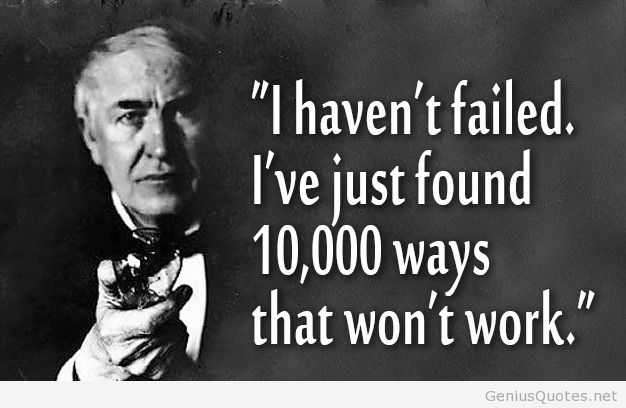 "I haven't failed.
I've just found
10,000 ways
that won't work."
GeniusQuotes.net